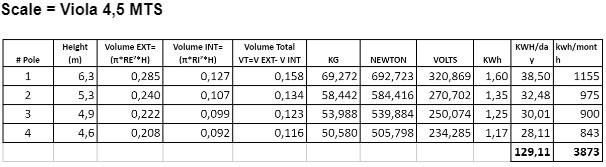 Scale = Viola 4,5 MTS
# Pole Height (m) Volume EXT= (π*RE²*H) Volume INT= (π*RI²*H) Volume Total VT=V EXT- V INT KG NEWTON VOLTS KWh KWH/da y kwh/mont h
1 6,3 0,285 0,127 0,158 69,272 692,723 320,869 1,60 38,50 1155
2 5,3 0,240 0,107 0,134 58,442 584,416 270,702 1,35 32,48 975
3 4,9 0,222 0,099 0,123 53,988 539,884 250,074 1,25 30,01 900
4 4,6 0,208 0,092 0,116 50,580 505,798 234,285 1,17 28,11 843
129,11 3873